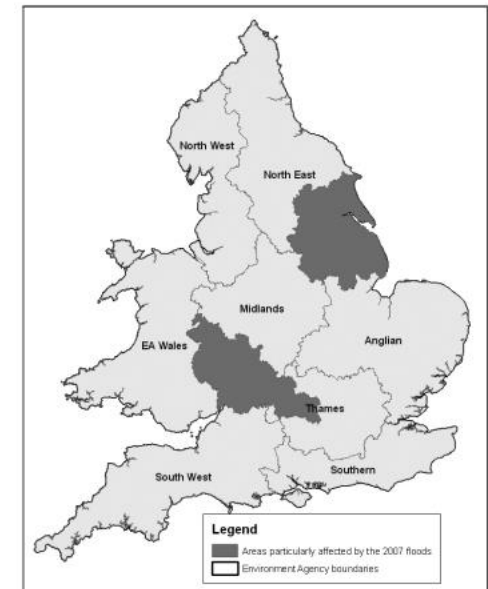 North West
North East
Midlands
EA Wales
Anglian
Thames
South West
Southern
Legend
Areas particularly affected by the 2007 floods
Environment Agency boundaries